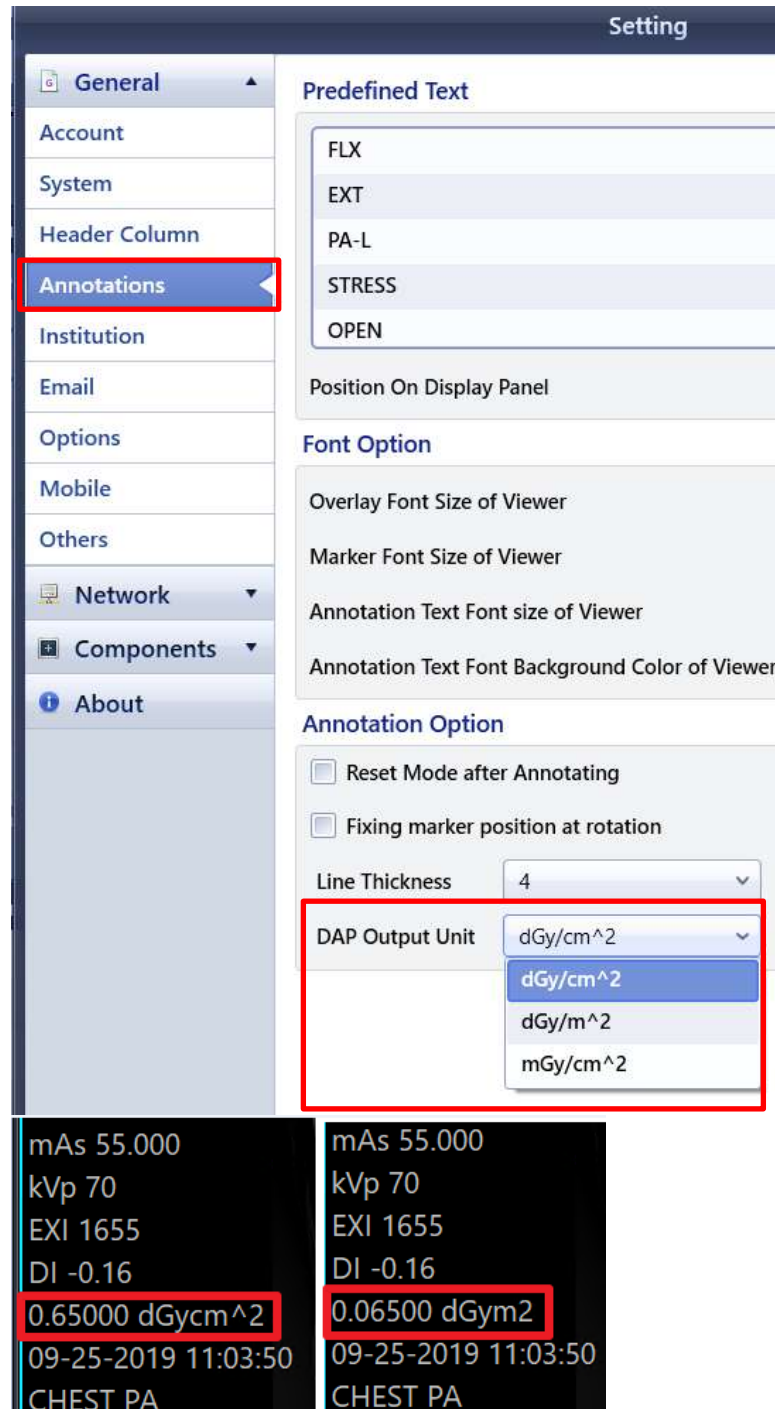 Setting
General
Account
System
Header Column
Annotations
Institution
Email
Options
Mobile
Others
Network
Components
About
Predefined Text
FLX
EXT
PA-L
STRESS
OPEN
Position On Display Panel
Font Option
Overlay Font Size of Viewer
Marker Font Size of Viewer
Annotation Text Font size of Viewer
Annotation Text Font Background Color of Viewer
Annotation Option
Reset Mode after Annotating
Fixing marker position at rotation
Line Thickness 4
DAP Output Unit dGy/cm^2
dGy/cm^2
dGy/m^2
mGy/cm^2
mAs 55.000
kVp 70
EXI 1655
DI -0.16
0.65000 dGycm^2
09-25-2019 11:03:50
CHEST PA
mAs 55.000
kVp 70
EXI 1655
DI -0.16
0.06500 dGym2
09-25-2019 11:03:50
CHEST PA